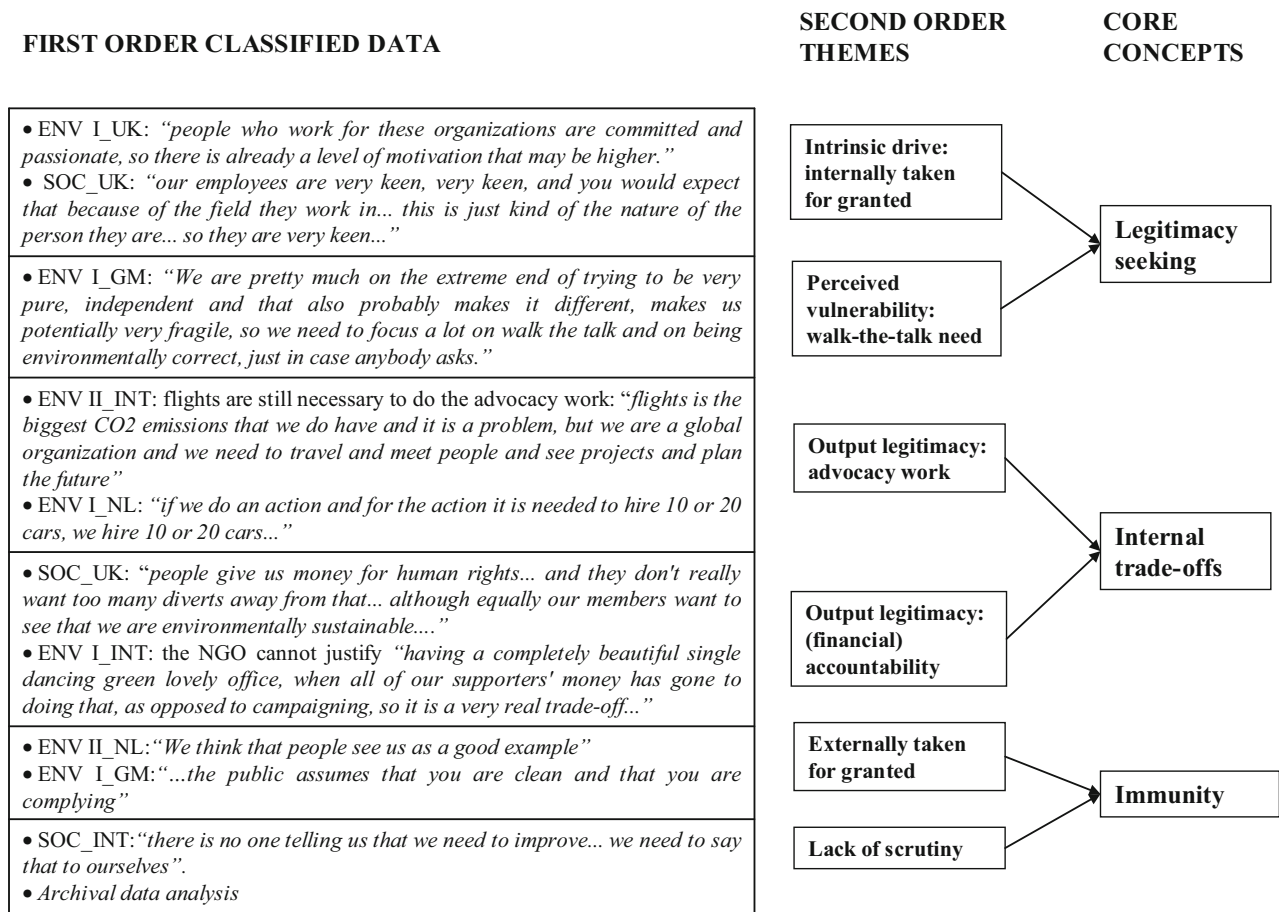 FIRST ORDER CLASSIFIED DATA
SECOND ORDER
THEMES
CORE
CONCEPTS
• ENV I_UK: “people who work for these organizations are committed and
passionate, so there is already a level of motivation that may be higher.”
• SOC_UK: “our employees are very keen, very keen, and you would expect
that because of the field they work in... this is just kind of the nature of the
person they are... so they are very keen...”
• ENV I_GM: “We are pretty much on the extreme end of trying to be very
pure, independent and that also probably makes it different, makes us
potentially very fragile, so we need to focus a lot on walk the talk and on being
environmentally correct, just in case anybody asks.”
• ENV II_INT: flights are still necessary to do the advocacy work: “flights is the
biggest CO2 emissions that we do have and it is a problem, but we are a global
organization and we need to travel and meet people and see projects and plan
the future”
• ENV I_NL: “if we do an action and for the action it is needed to hire 10 or 20
cars, we hire 10 or 20 cars...”
• SOC_UK: “people give us money for human rights... and they don't really
want too many diverts away from that... although equally our members want to
see that we are environmentally sustainable....”
• ENV I_INT: the NGO cannot justify “having a completely beautiful single
dancing green lovely office, when all of our supporters' money has gone to
doing that, as opposed to campaigning, so it is a very real trade-off...”
• ENV II_NL:“We think that people see us as a good example”
• ENV I_GM:“...the public assumes that you are clean and that you are
complying”
• SOC_INT:“there is no one telling us that we need to improve... we need to say
that to ourselves”.
• Archival data analysis
Intrinsic drive:
internally taken
for granted
Perceived
vulnerability:
walk-the-talk need
Output legitimacy:
advocacy work
Output legitimacy:
(financial)
accountability
Externally taken
for granted
Lack of scrutiny
Legitimacy
seeking
Internal
trade-offs
Immunity